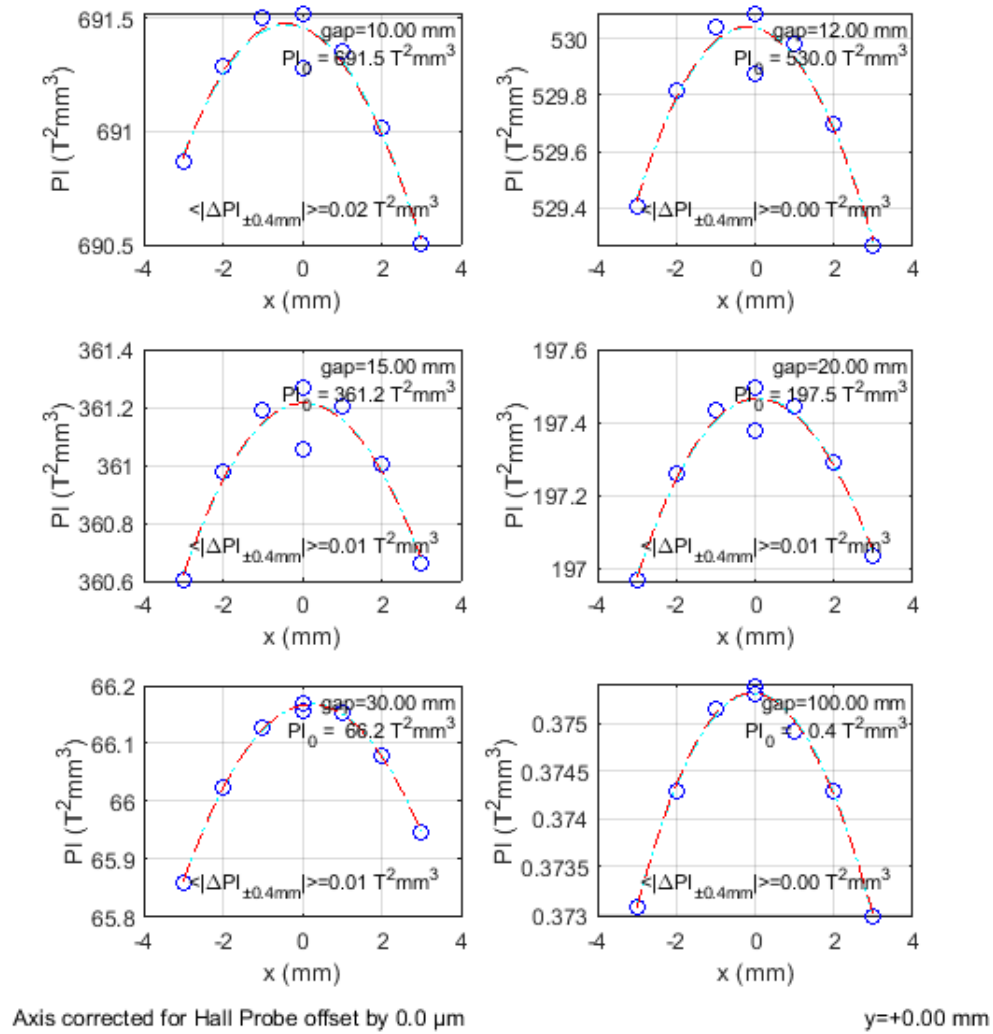 691.5
691
690.5
PI (T²mm³)
gap=10.00 mm
PI₀ = 691.5 T²mm³
<|ΔPI±0.4mm|>=0.02 T²mm³
-4 -2 0 2 4
x (mm)
530
529.8
529.6
529.4
PI (T²mm³)
gap=12.00 mm
PI₀ = 530.0 T²mm³
<|ΔPI±0.4mm|>=0.00 T²mm³
-4 -2 0 2 4
x (mm)
361.4
361.2
361
360.8
360.6
PI (T²mm³)
gap=15.00 mm
PI₀ = 361.2 T²mm³
<|ΔPI±0.4mm|>=0.01 T²mm³
-4 -2 0 2 4
x (mm)
197.6
197.4
197.2
197
PI (T²mm³)
gap=20.00 mm
PI₀ = 197.5 T²mm³
<|ΔPI±0.4mm|>=0.01 T²mm³
-4 -2 0 2 4
x (mm)
66.2
66.1
66
65.9
65.8
PI (T²mm³)
gap=30.00 mm
PI₀ = 66.2 T²mm³
<|ΔPI±0.4mm|>=0.01 T²mm³
-4 -2 0 2 4
x (mm)
0.375
0.3745
0.374
0.3735
0.373
PI (T²mm³)
gap=100.00 mm
PI₀ = 0.4 T²mm³
<|ΔPI±0.4mm|>=0.00 T²mm³
-4 -2 0 2 4
x (mm)
Axis corrected for Hall Probe offset by 0.0 µm
y=+0.00 mm